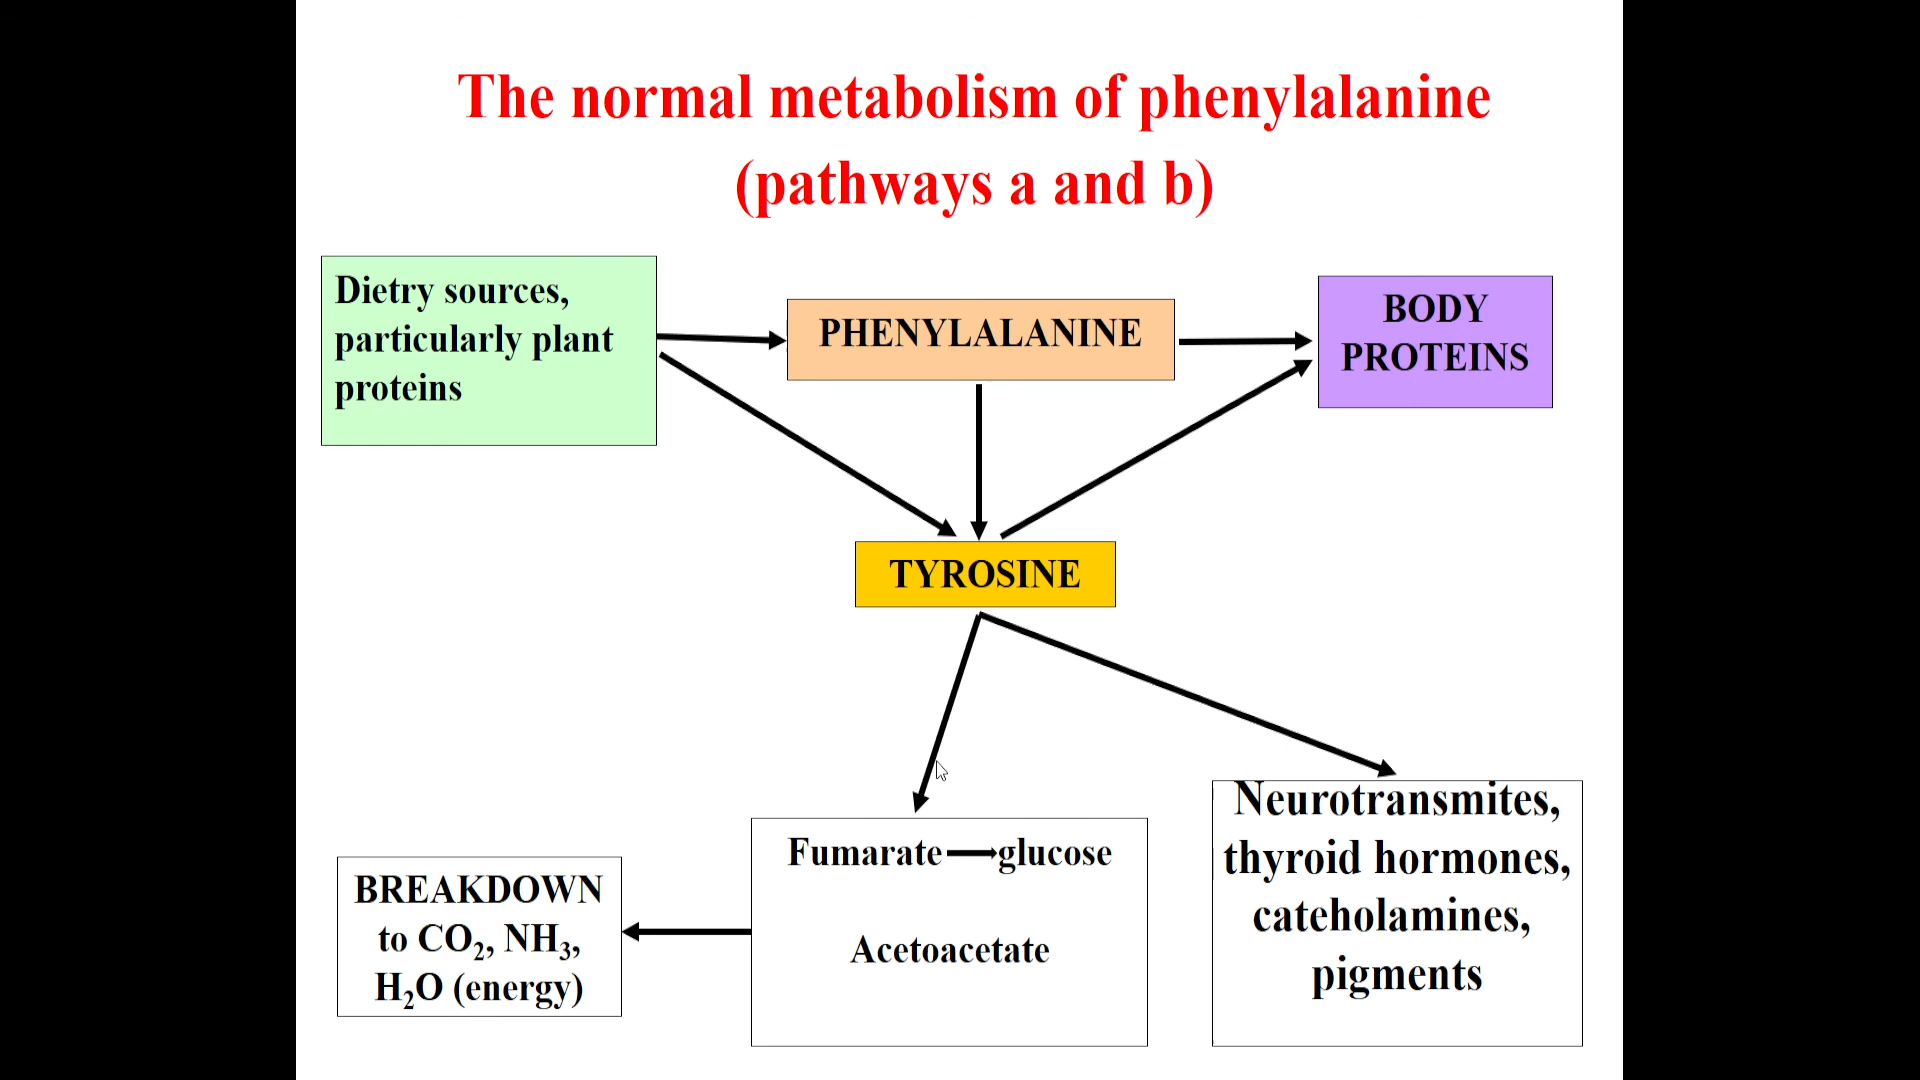 The normal metabolism of phenylalanine
(pathways a and b)
Dietry sources,
particularly plant
proteins
PHENYLALANINE
BODY
PROTEINS
TYROSINE
Fumarate glucose
Acetoacetate
BREAKDOWN
to CO₂, NH₃,
H₂O (energy)
Neurotransmites,
thyroid hormones,
cateholamines,
pigments